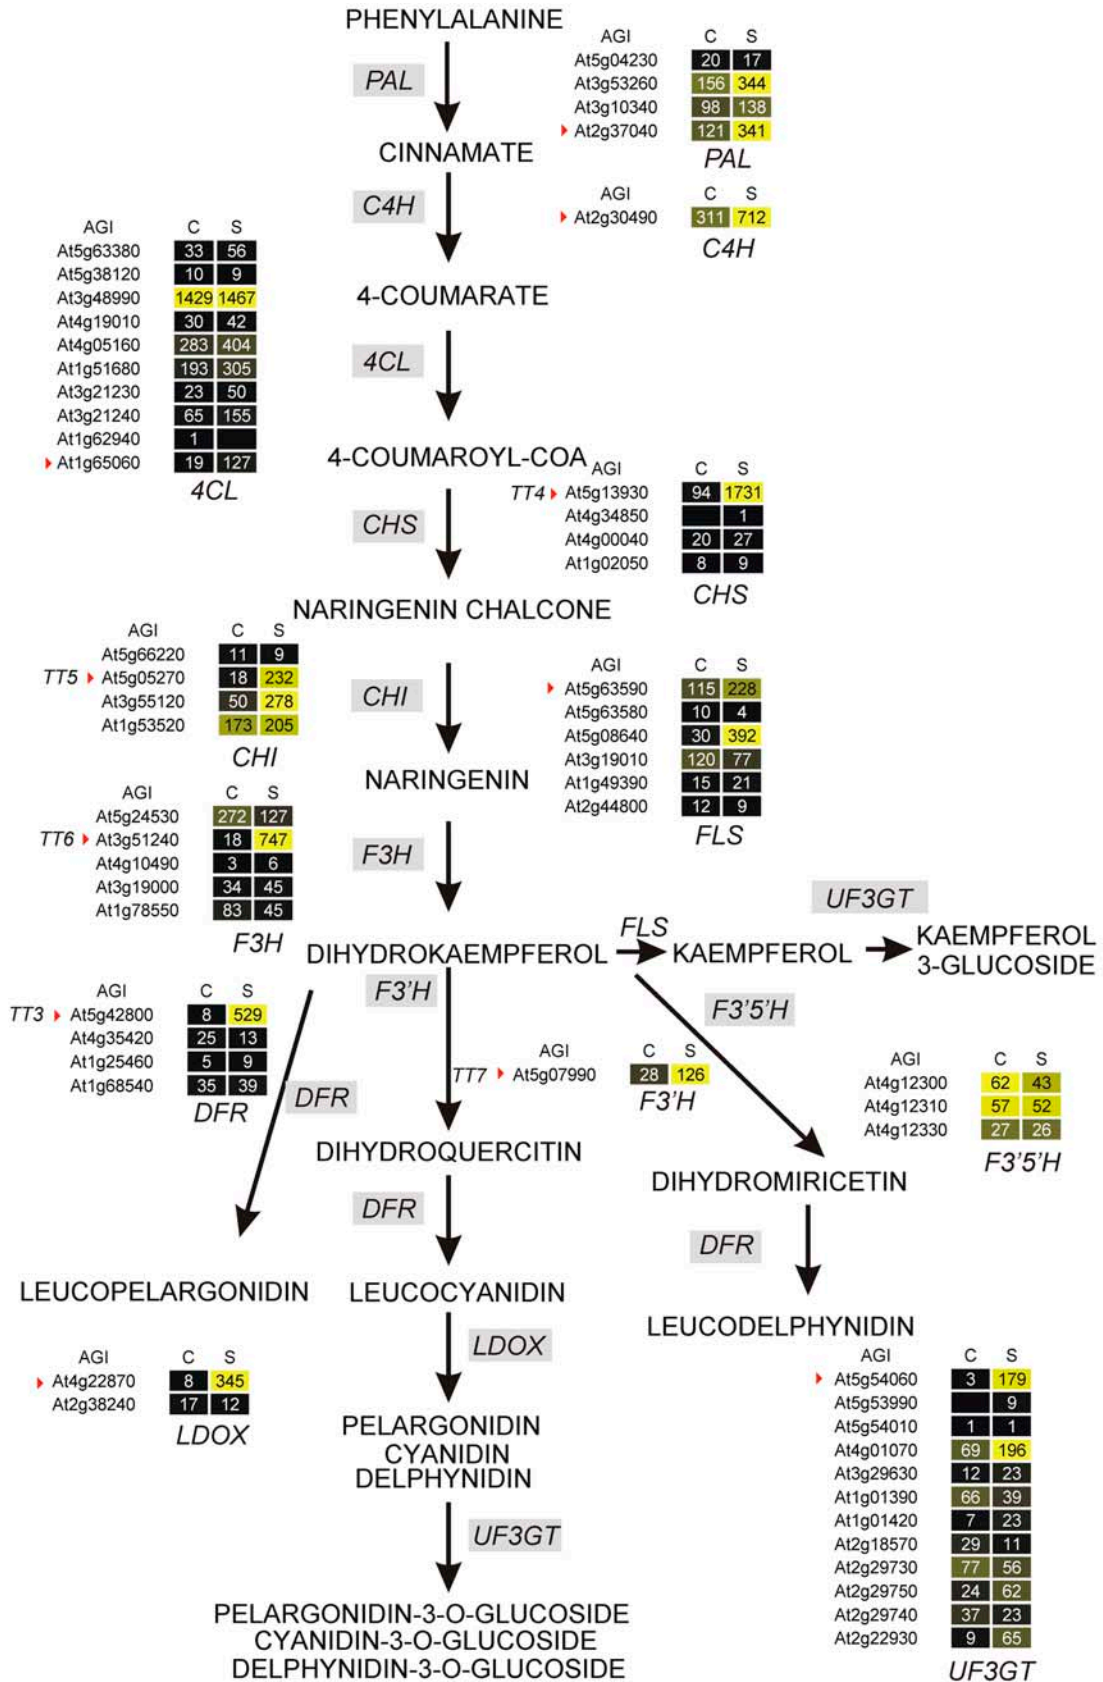 PHENYLALANINE
AGI C S
At5g04230 20 17
At3g53260 156 344
At3g10340 98 138
At2g37040 121 341
PAL
PAL
CINNAMATE
AGI C S
At2g30490 311 712
C4H
C4H
AGI C S
At5g63380 33 56
At5g38120 10 9
At3g48990 1429 1467
At4g19010 30 42
At4g05160 283 404
At1g51680 193 305
At3g21230 23 50
At3g21240 65 155
At1g62940 1
At1g65060 19 127
4CL
4-COUMARATE
4CL
4-COUMAROYL-COA
AGI C S
TT4 At5g13930 94 1731
At4g34850 1
At4g00040 20 27
At1g02050 8 9
CHS
CHS
NARINGENIN CHALCONE
AGI C S
At5g66220 11 9
TT5 At5g05270 18 232
At3g55120 50 278
At1g53520 173 205
CHI
CHI
AGI C S
At5g63590 115 228
At5g63580 10 4
At5g08640 30 392
At3g19010 120 77
At1g49390 15 21
At2g44800 12 9
FLS
NARINGENIN
AGI C S
At5g24530 272 127
TT6 At3g51240 18 747
At4g10490 3 6
At3g19000 34 45
At1g78550 83 45
F3H
F3H
DIHYDROKAEMPFEROL
FLS
KAEMPFEROL
UF3GT
KAEMPFEROL
3-GLUCOSIDE
F3'H
F3'5'H
AGI C S
TT3 At5g42800 8 529
At4g35420 25 13
At1g25460 5 9
At1g68540 35 39
DFR
DFR
AGI C S
TT7 At5g07990 28 126
F3'H
AGI C S
At4g12300 62 43
At4g12310 57 52
At4g12330 27 26
F3'5'H
DIHYDROQUERCITIN
DIHYDROMIRICETIN
DFR
DFR
LEUCOPELARGONIDIN
LEUCOCYANIDIN
LEUCODELPHYNIDIN
LDOX
AGI C S
At4g22870 8 345
At2g38240 17 12
LDOX
PELARGONIDIN
CYANIDIN
DELPHYNIDIN
UF3GT
AGI C S
At5g54060 3 179
At5g53990 9
At5g54010 1 1
At4g01070 69 196
At3g29630 12 23
At1g01390 66 39
At1g01420 7 23
At2g18570 29 11
At2g29730 77 56
At2g29750 24 62
At2g29740 37 23
At2g22930 9 65
UF3GT
PELARGONIDIN-3-O-GLUCOSIDE
CYANIDIN-3-O-GLUCOSIDE
DELPHYNIDIN-3-O-GLUCOSIDE